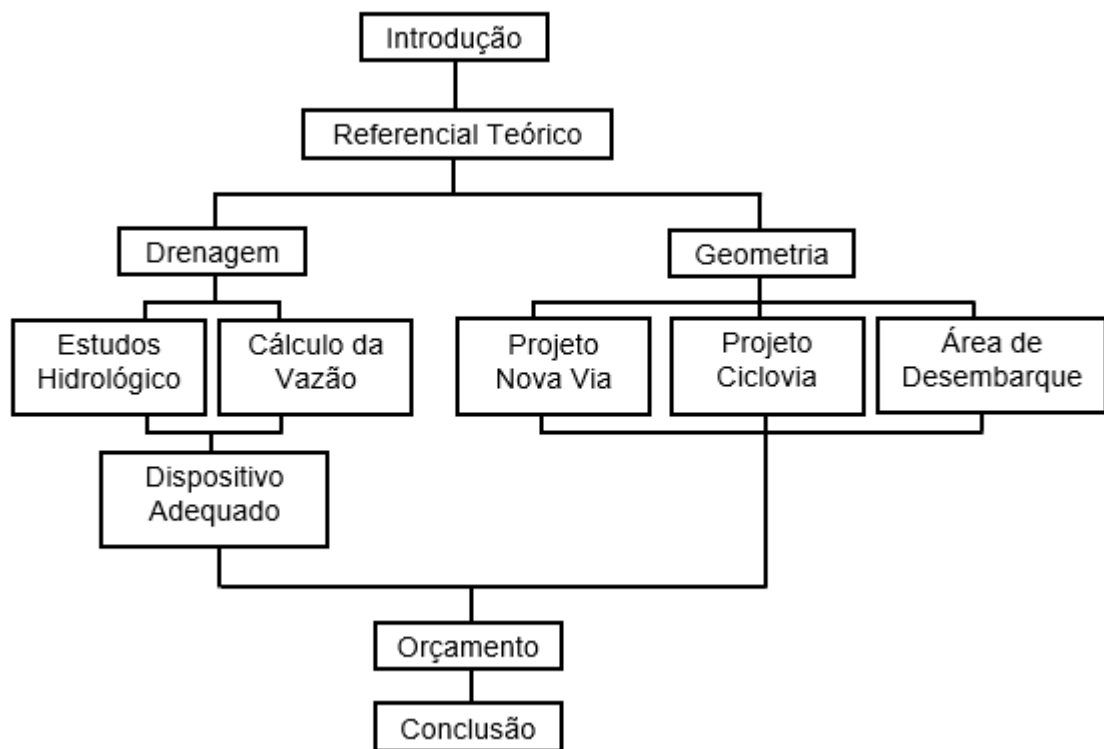 Introdução
Referencial Teórico
Drenagem
Geometria
Estudos
Hidrológico
Cálculo da
Vazão
Projeto
Nova Via
Projeto
Ciclovia
Área de
Desembarque
Dispositivo
Adequado
Orçamento
Conclusão